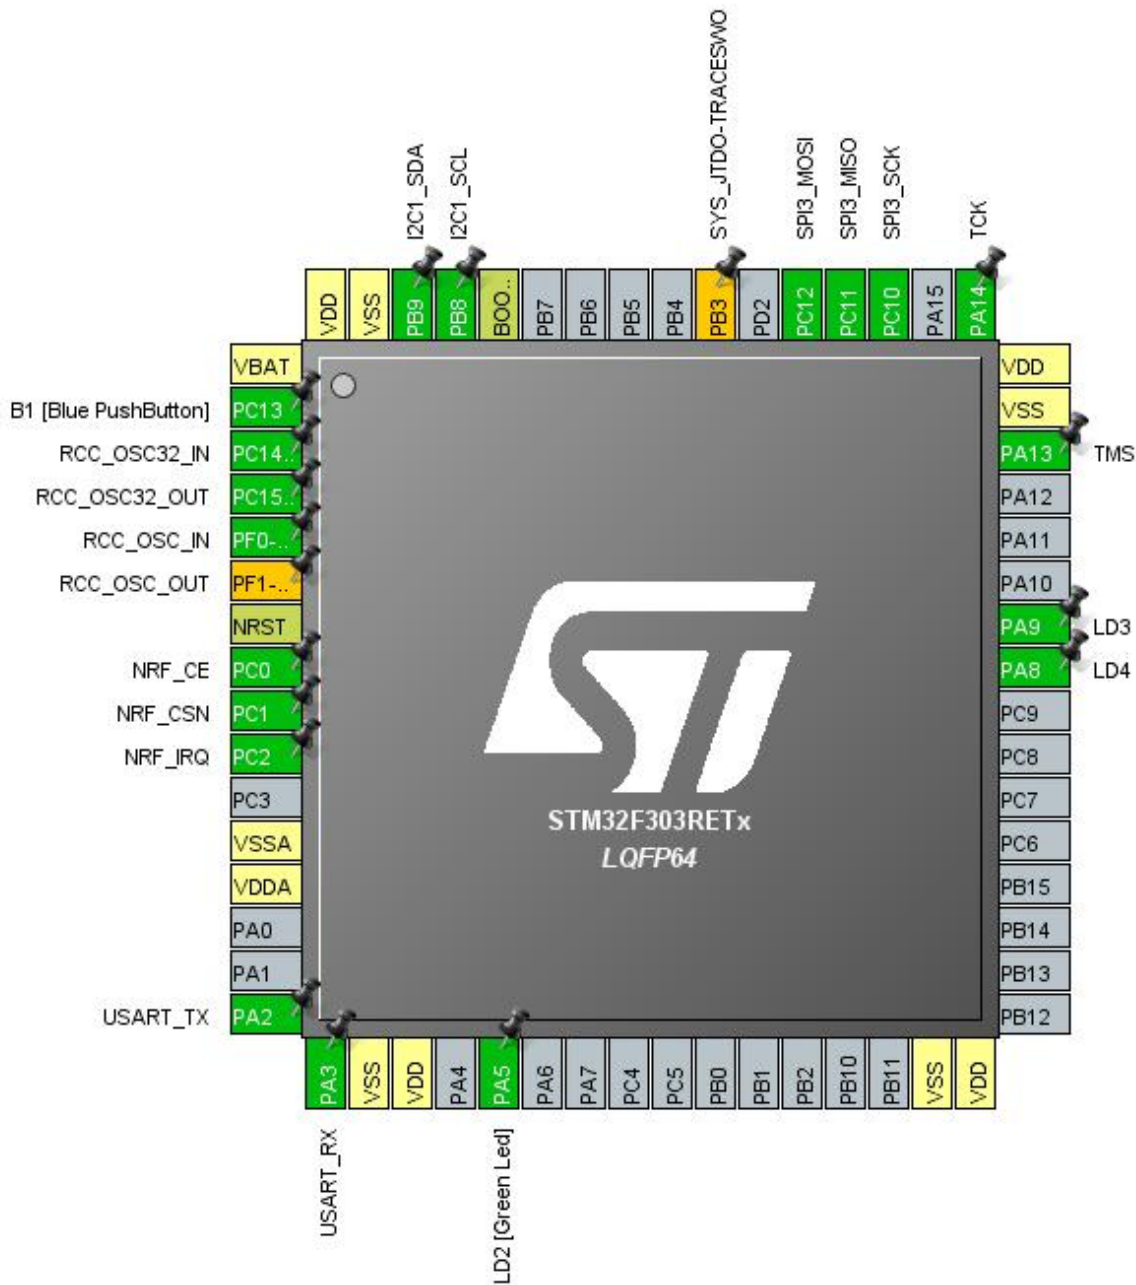 I2C1_SDA
I2C1_SCL
SYS_JTDO-TRACESWO
SPI3_MOSI
SPI3_MISO
SPI3_SCK
TCK
VDD
VSS
PB9
PB8
BOO..
PB7
PB6
PB5
PB4
PB3
PD2
PC12
PC11
PC10
PA15
PA14
VBAT
B1 [Blue PushButton] PC13
RCC_OSC32_IN PC14..
RCC_OSC32_OUT PC15..
RCC_OSC_IN PF0-..
RCC_OSC_OUT PF1-..
NRST
NRF_CE PC0
NRF_CSN PC1
NRF_IRQ PC2
PC3
VSSA
VDDA
PA0
PA1
USART_TX PA2
ST
STM32F303RETx
LQFP64
VDD
VSS
PA13 TMS
PA12
PA11
PA10
PA9 LD3
PA8 LD4
PC9
PC8
PC7
PC6
PB15
PB14
PB13
PB12
PA3
VSS
VDD
PA4
PA5
PA6
PA7
PC4
PC5
PB0
PB1
PB2
PB10
PB11
VSS
VDD
USART_RX
LD2 [Green Led]